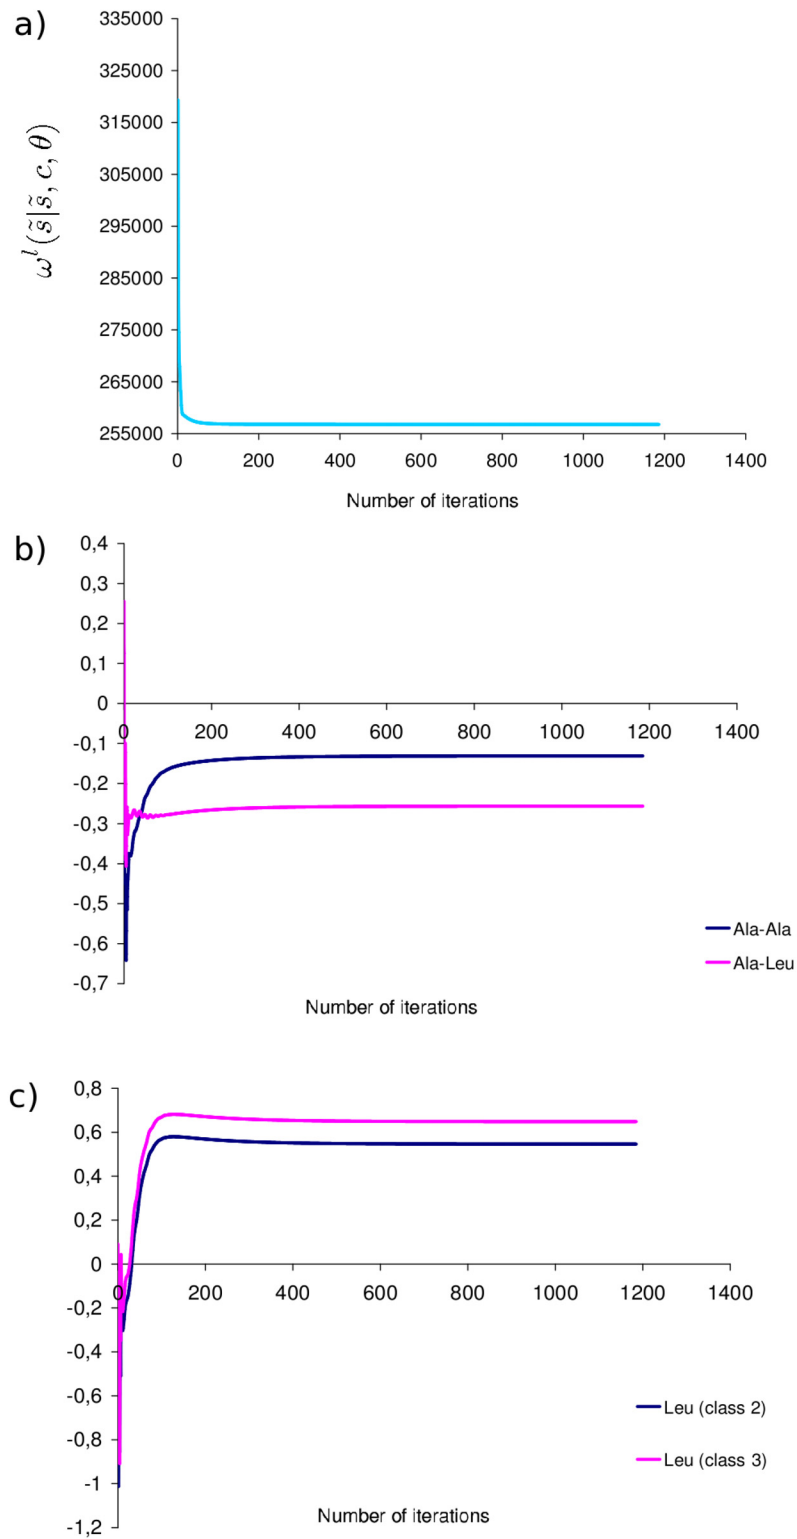 a)
335000
325000
315000
305000
295000
285000
275000
265000
255000
ω^l(s̃|s̃, c, θ)
0 200 400 600 800 1000 1200 1400
Number of iterations
b)
0,4
0,3
0,2
0,1
0
-0,1
-0,2
-0,3
-0,4
-0,5
-0,6
-0,7
0 200 400 600 800 1000 1200 1400
Ala-Ala
Ala-Leu
Number of iterations
c)
0,8
0,6
0,4
0,2
0
-0,2
-0,4
-0,6
-0,8
-1
-1,2
0 200 400 600 800 1000 1200 1400
Leu (class 2)
Leu (class 3)
Number of iterations